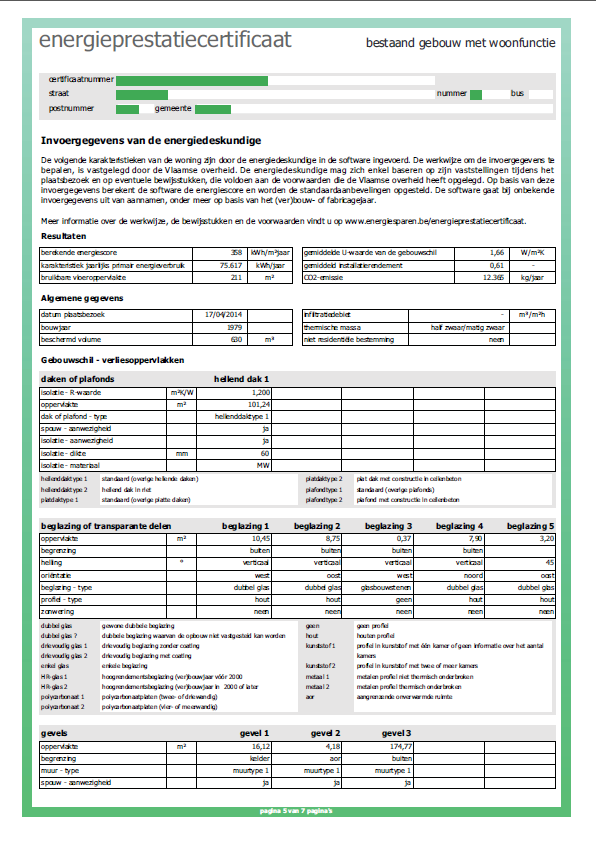 energieprestatiecertificaat
bestaand gebouw met woonfunctie
certificaatnummer
straat nummer bus
postnummer gemeente
Invoergegevens van de energiedeskundige
De volgende karakteristieken van de woning zijn door de energiedeskundige in de software ingevoerd. De werkwijze om de invoergegevens te
bepalen, is vastgelegd door de Vlaamse overheid. De energiedeskundige mag zich enkel baseren op zijn vaststellingen tijdens het
plaatsbezoek en op eventuele bewijsstukken, die voldoen aan de voorwaarden die de Vlaamse overheid heeft opgelegd. Op basis van deze
invoergegevens berekent de software de energiescore en worden de standaardaanbevelingen opgesteld. De software gaat bij onbekende
invoergegevens uit van aannamen, onder meer op basis van het (ver)bouw- of fabricagejaar.
Meer informatie over de werkwijze, de bewijsstukken en de voorwaarden vindt u op www.energiesparen.be/energieprestatiecertificaat.
Resultaten
berekende energiescore 358 kWh/m²jaar gemiddelde U-waarde van de gebouwschil 1,66 W/m²K
karakteristiek jaarlijks primair energieverbruik 75.617 kWh/jaar gemiddeld installatierendement 0,61 -
bruikbare vloeroppervlakte 211 m² CO2-emissie 12.365 kg/jaar
Algemene gegevens
datum plaatsbezoek 17/04/2014 infiltratiedebiet - m³/m²h
bouwjaar 1979 thermische massa half zwaar/matig zwaar -
beschermd volume 630 m³ niet residentiële bestemming neen
Gebouwschil - verliesoppervlakken
daken of plafonds hellend dak 1
isolatie - R-waarde m²K/W 1,200
oppervlakte m² 101,24
dak of plafond - type hellenddaktype 1
spouw - aanwezigheid ja
isolatie - aanwezigheid ja
isolatie - dikte mm 60
isolatie - materiaal MW
hellenddaktype 1 standaard (overige hellende daken) platdaktype 2 plat dak met constructie in cellenbeton
hellenddaktype 2 hellend dak in riet plafondtype 1 standaard (overige plafonds)
platdaktype 1 standaard (overige platte daken) plafondtype 2 plafond met constructie in cellenbeton
beglazing of transparante delen beglazing 1 beglazing 2 beglazing 3 beglazing 4 beglazing 5
oppervlakte m² 10,45 8,75 0,37 7,90 3,20
begrenzing buiten buiten buiten buiten
helling ° verticaal verticaal verticaal verticaal 45
oriëntatie west oost west noord oost
beglazing - type dubbel glas dubbel glas glasbouwstenen dubbel glas dubbel glas
profiel - type hout hout geen hout hout
zonwering neen neen neen neen neen
dubbel glas gewone dubbele beglazing geen geen profiel
dubbel glas ? dubbele beglazing waarvan de opbouw niet vastgesteld kan worden hout houten profiel
drievoudig glas 1 drievoudig beglazing zonder coating kunststof 1 profiel in kunststof met één kamer of geen informatie over het aantal
drievoudig glas 2 drievoudig beglazing met coating kamers
enkel glas enkele beglazing kunststof 2 profiel in kunststof met twee of meer kamers
HR-glas 1 hoogrendementsbeglazing (ver)bouwjaar vóór 2000 metaal 1 metalen profiel niet thermisch onderbroken
HR-glas 2 hoogrendementsbeglazing (ver)bouwjaar in 2000 of later metaal 2 metalen profiel thermisch onderbroken
polycarbonaat 1 polycarbonaatplaten (twee- of driewandig) aor aangrenzende onverwarmde ruimte
polycarbonaat 2 polycarbonaatplaten (vier- of meerwandig)
gevels gevel 1 gevel 2 gevel 3
oppervlakte m² 16,12 4,18 174,77
begrenzing kelder aor buiten
muur - type muurtype 1 muurtype 1 muurtype 1
spouw - aanwezigheid ja ja ja
pagina 5 van 7 pagina's